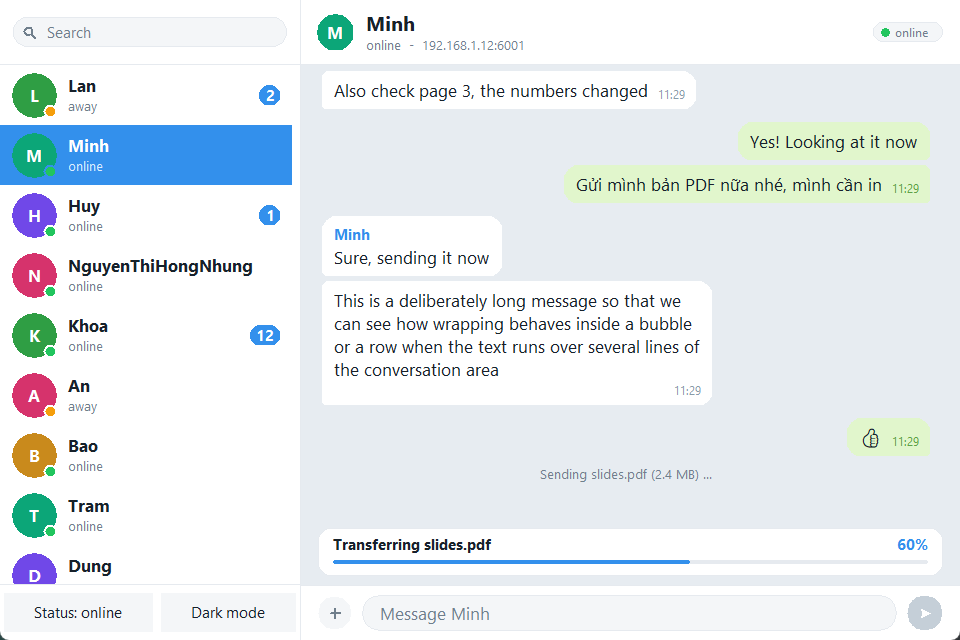 Search
L
Lan
away
2
M
Minh
online
H
Huy
online
1
N
NguyenThiHongNhung
online
K
Khoa
online
12
A
An
away
B
Bao
online
T
Tram
online
D
Dung
Status: online
Dark mode
M
Minh
online - 192.168.1.12:6001
online
Also check page 3, the numbers changed 11:29
Yes! Looking at it now
Gửi mình bản PDF nữa nhé, mình cần in 11:29
Minh
Sure, sending it now
This is a deliberately long message so that we
can see how wrapping behaves inside a bubble
or a row when the text runs over several lines of
the conversation area
11:29
👍 11:29
Sending slides.pdf (2.4 MB) ...
Transferring slides.pdf 60%
+
Message Minh